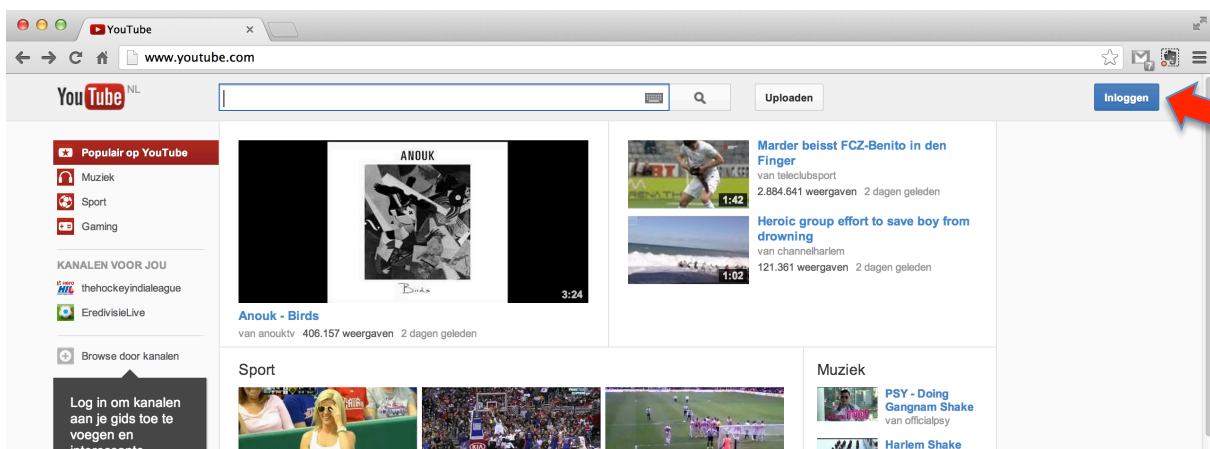 YouTube
www.youtube.com
YouTube NL
Uploaden
Inloggen
Populair op YouTube
Muziek
Sport
Gaming
KANALEN VOOR JOU
thehockeyindialeague
EredivisieLive
Browse door kanalen
Log in om kanalen
aan je gids toe te
voegen en
interessante
ANOUK
Birds
3:24
Anouk - Birds
van anouktv 406.157 weergaven 2 dagen geleden
1:42
Marder beisst FCZ-Benito in den
Finger
van teleclubsport
2.884.641 weergaven 2 dagen geleden
1:02
Heroic group effort to save boy from
drowning
van channelharlem
121.361 weergaven 2 dagen geleden
Sport
KIA
Muziek
PSY - Doing
Gangnam Shake
van officialpsy
Harlem Shake